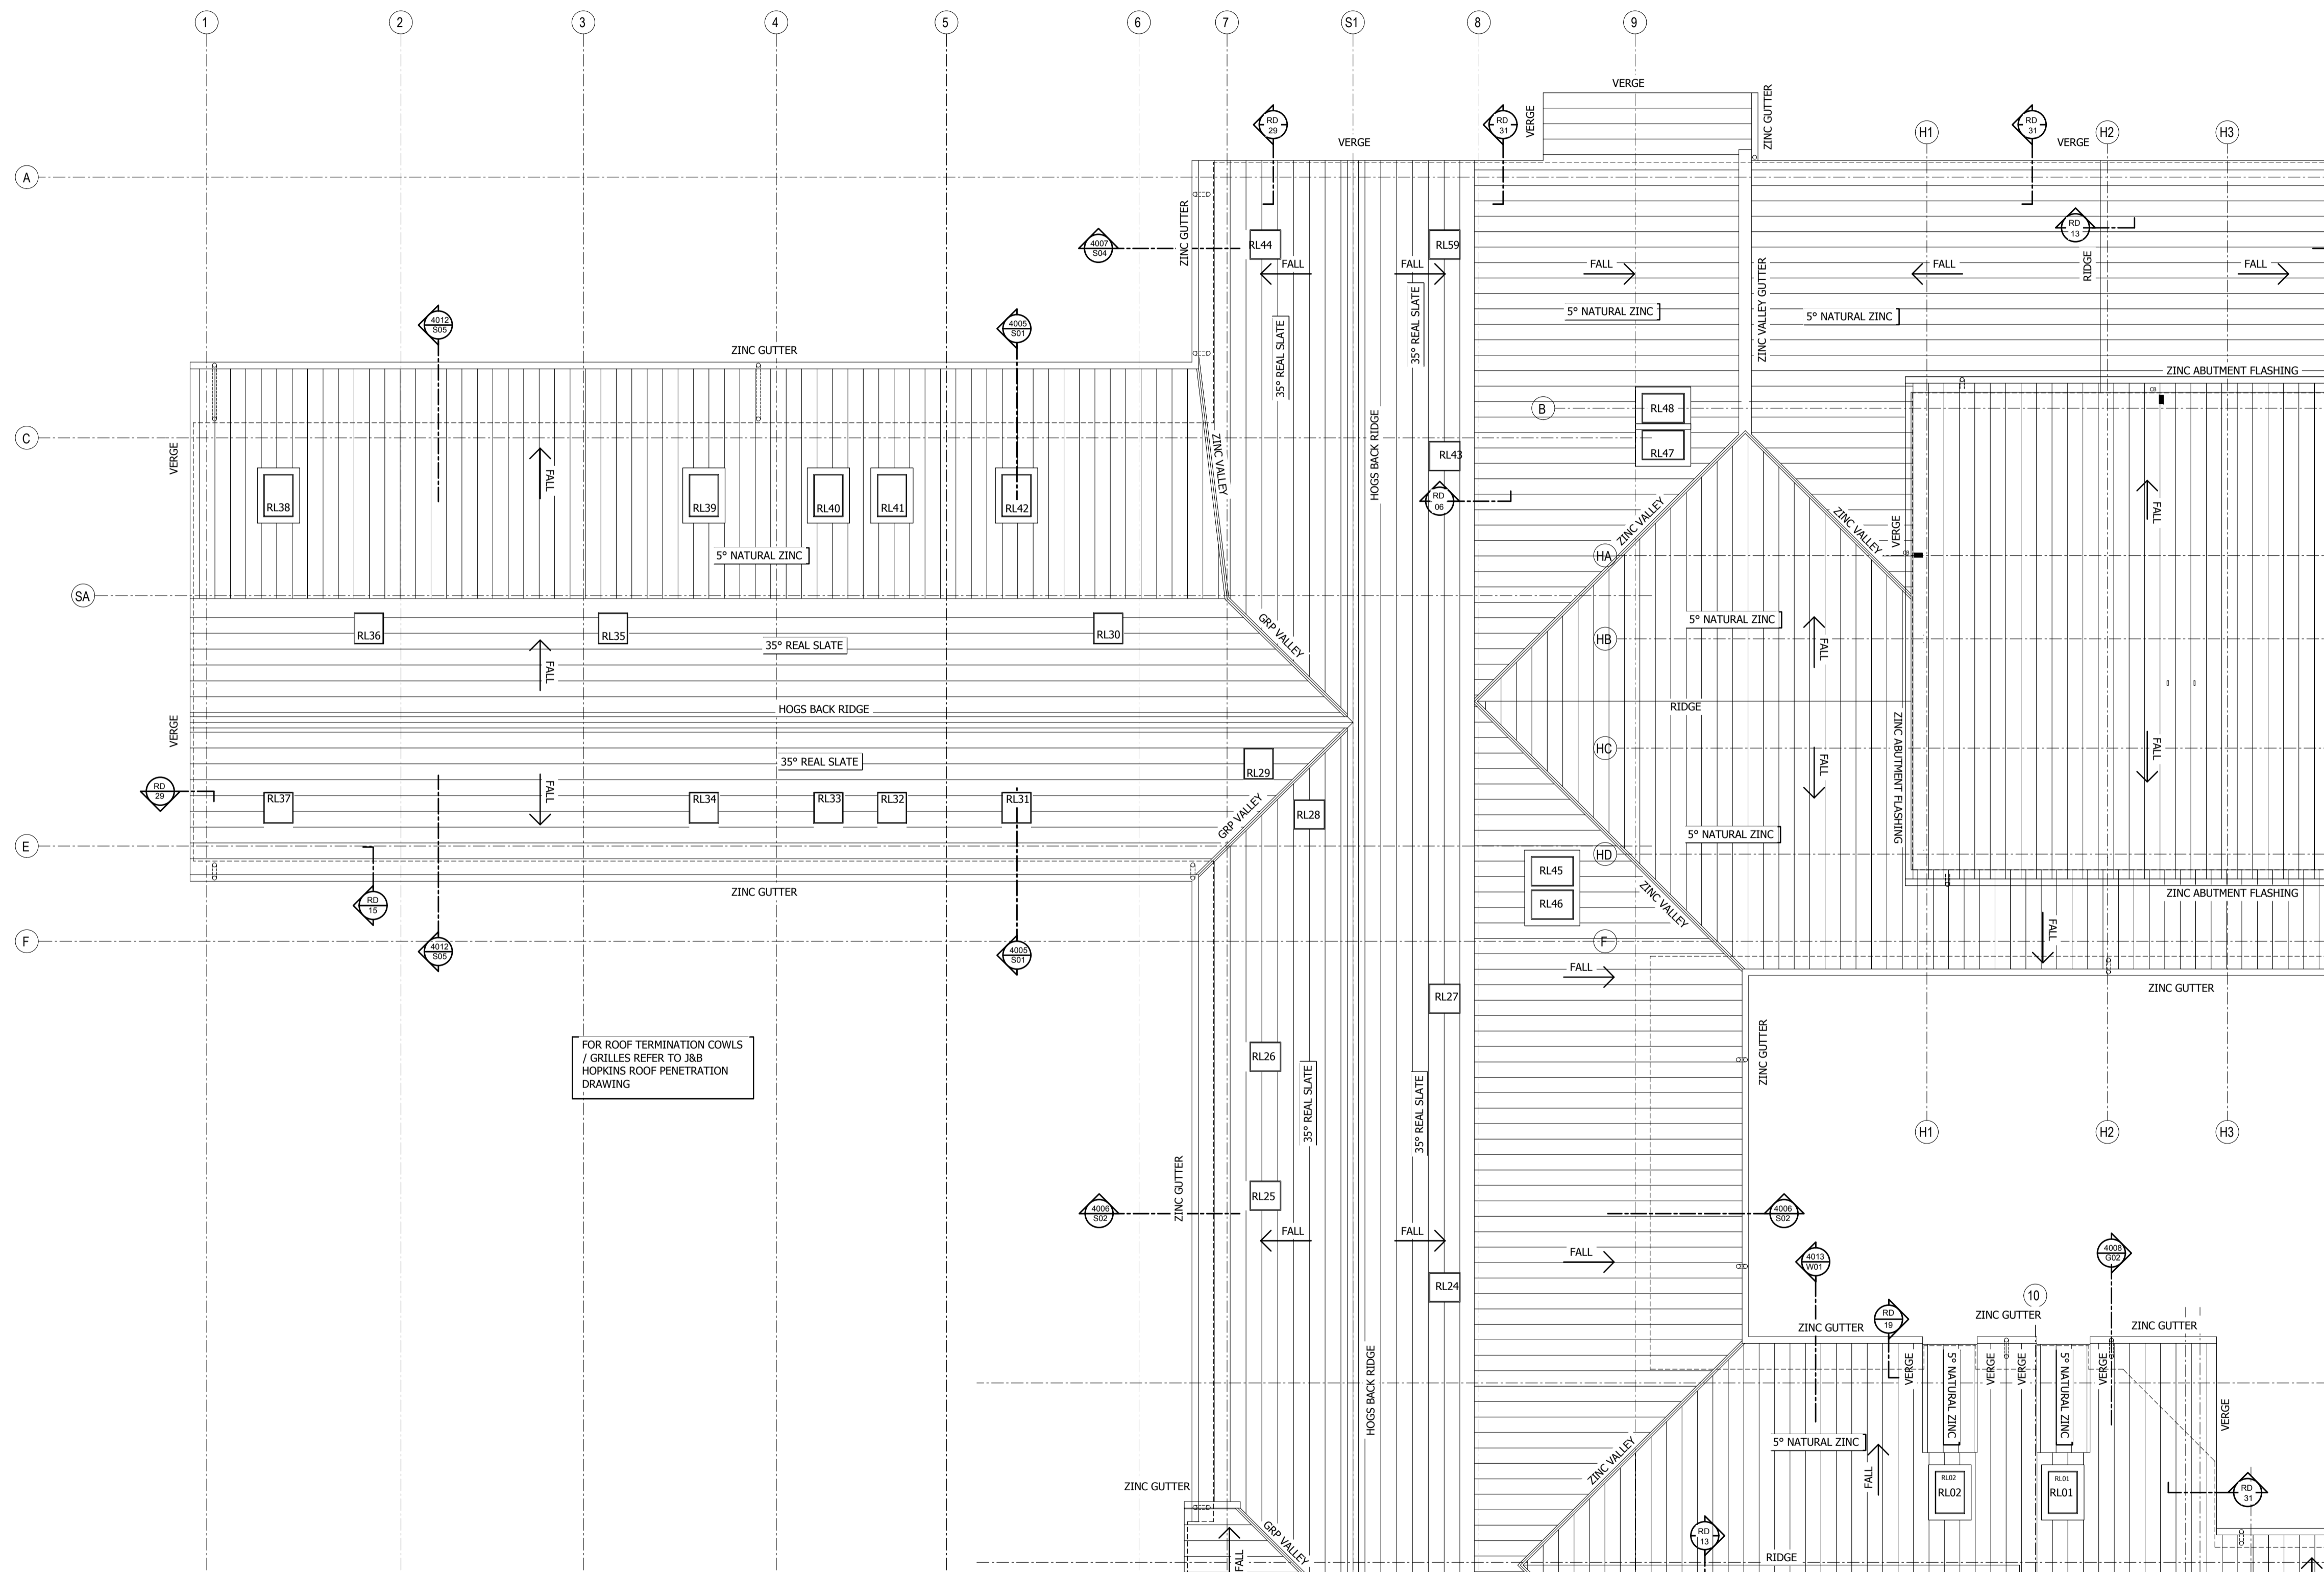 1 2 3 4 5 6 7 S1 8 9
VERGE
ZINC GUTTER
VERGE
RD 29
RD 31
RD 31
H1 H2 H3
VERGE
VERGE
A
ZINC GUTTER
4007 S04
RL44
RL59
RD 13
RIDGE
FALL
FALL
FALL
FALL
FALL
35° REAL SLATE
35° REAL SLATE
5° NATURAL ZINC
ZINC VALLEY GUTTER
5° NATURAL ZINC
4012 S05
4005 S01
ZINC GUTTER
ZINC ABUTMENT FLASHING
CB
B
RL48
C
VERGE
ZINC VALLEY
HOGS BACK RIDGE
RL43
RL47
FALL
RL38
RL39
RL40
RL41
RL42
RD 06
ZINC VALLEY
ZINC VALLEY
VERGE
FALL
5° NATURAL ZINC
HA
CB
SA
RL36
RL35
RL30
35° REAL SLATE
GRP VALLEY
5° NATURAL ZINC
HB
FALL
FALL
HOGS BACK RIDGE
RIDGE
VERGE
ZINC ABUTMENT FLASHING
HC
FALL
FALL
35° REAL SLATE
RL29
RD 29
RL37
FALL
RL34
RL33
RL32
RL31
GRP VALLEY
RL28
5° NATURAL ZINC
E
HD
RL45
ZINC GUTTER
ZINC VALLEY
ZINC ABUTMENT FLASHING
RL46
RD 15
4012 S05
4005 S01
F
F
FALL
FALL
RL27
ZINC GUTTER
FOR ROOF TERMINATION COWLS
/ GRILLES REFER TO J&B
HOPKINS ROOF PENETRATION
DRAWING
RL26
35° REAL SLATE
35° REAL SLATE
ZINC GUTTER
H1 H2 H3
ZINC GUTTER
RL25
4006 S02
4006 S02
FALL
FALL
FALL
4013 W01
4008 G02
RL24
10
ZINC GUTTER
RD 19
ZINC GUTTER
ZINC GUTTER
HOGS BACK RIDGE
VERGE
5° NATURAL ZINC
VERGE
VERGE
5° NATURAL ZINC
VERGE
VERGE
5° NATURAL ZINC
ZINC VALLEY
FALL
ZINC GUTTER
RL02
RL02
RL01
RL01
RD 31
GRP VALLEY
FALL
RD 13
RIDGE